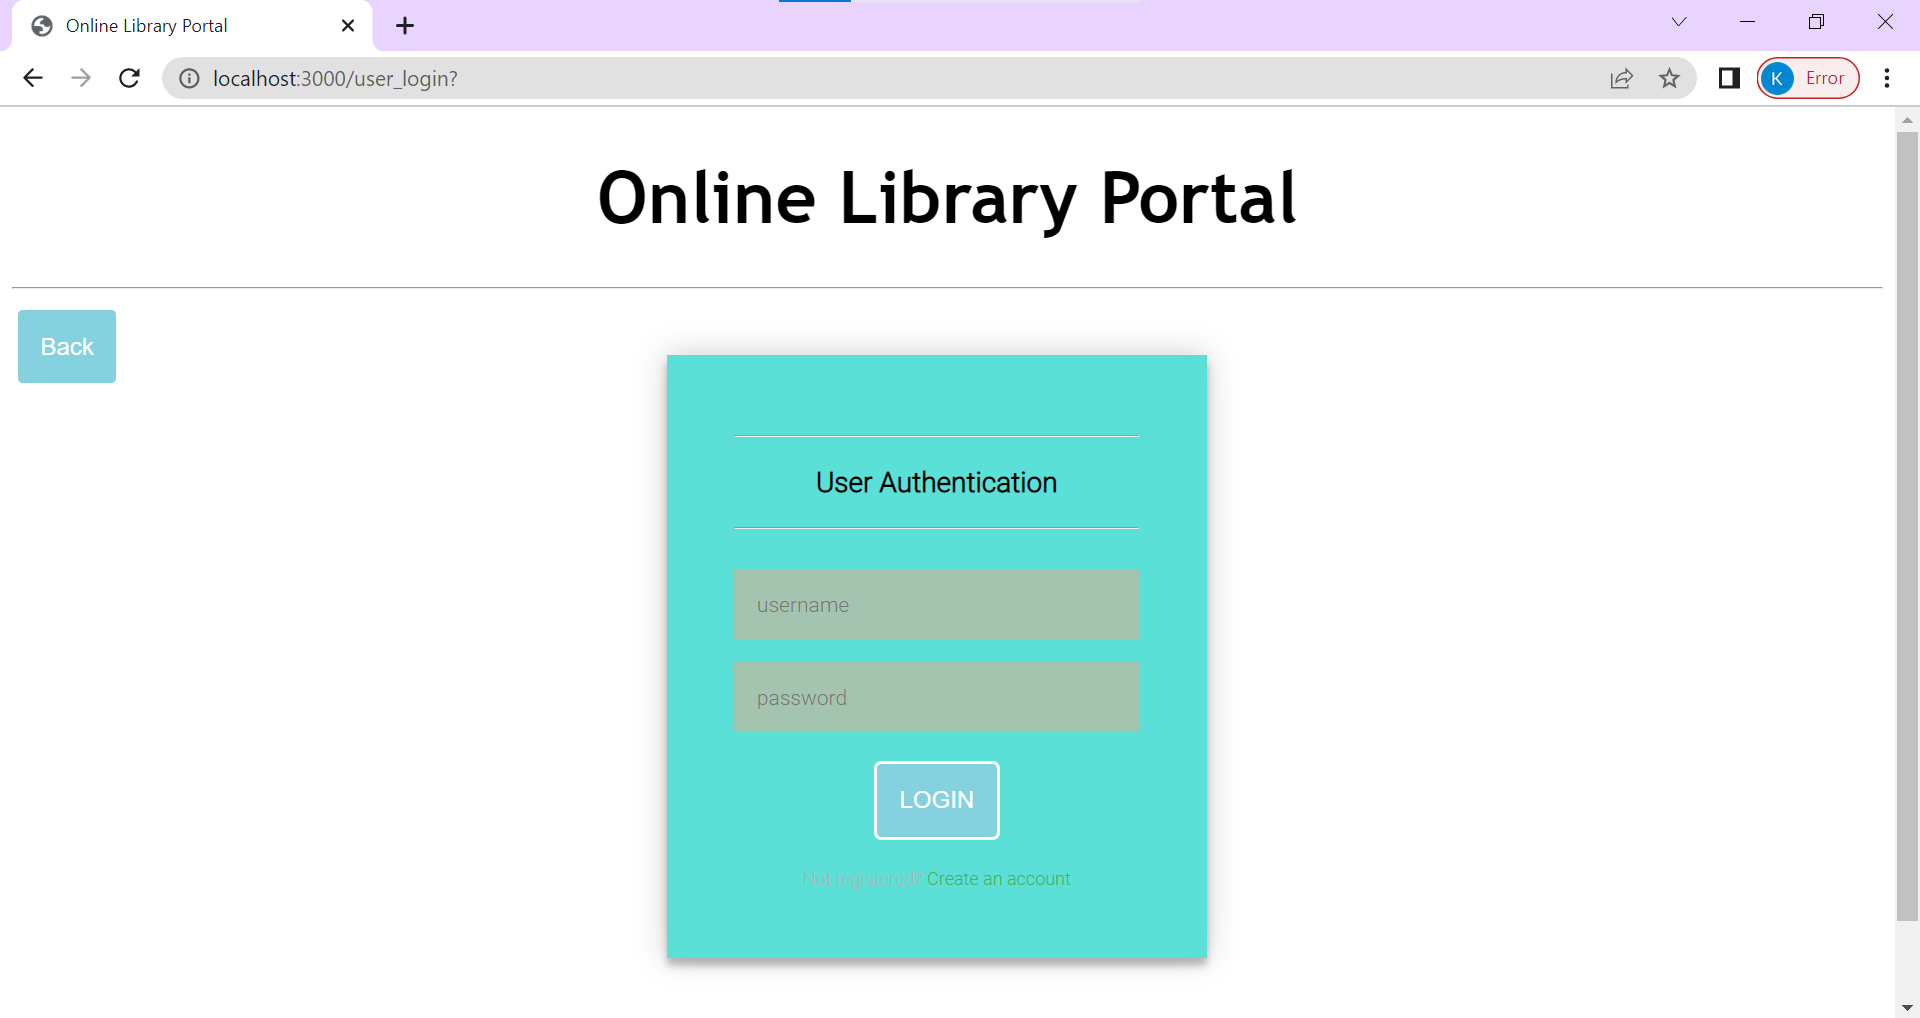 Online Library Portal
localhost:3000/user_login?
K Error
Online Library Portal
Back
User Authentication
username
password
LOGIN
Not registered? Create an account